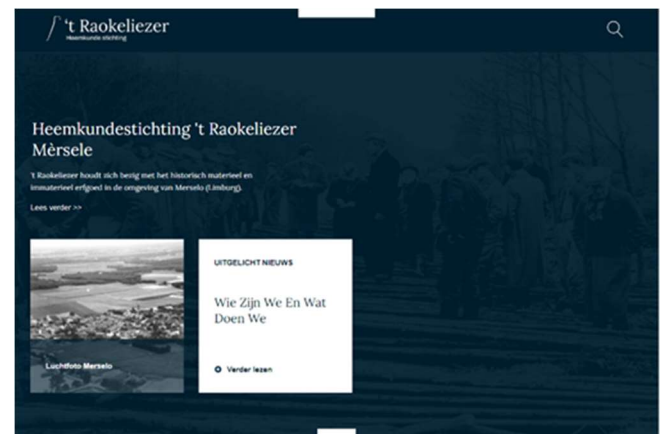 't Raokeliezer
Heemkunde stichting
Heemkundestichting 't Raokeliezer
Mèrsele
't Raokeliezer houdt zich bezig met het historisch materieel en
immaterieel erfgoed in de omgeving van Merselo (Limburg).
Lees verder >>
Luchtfoto Merselo
UITGELICHT NIEUWS
Wie Zijn We En Wat
Doen We
Verder lezen